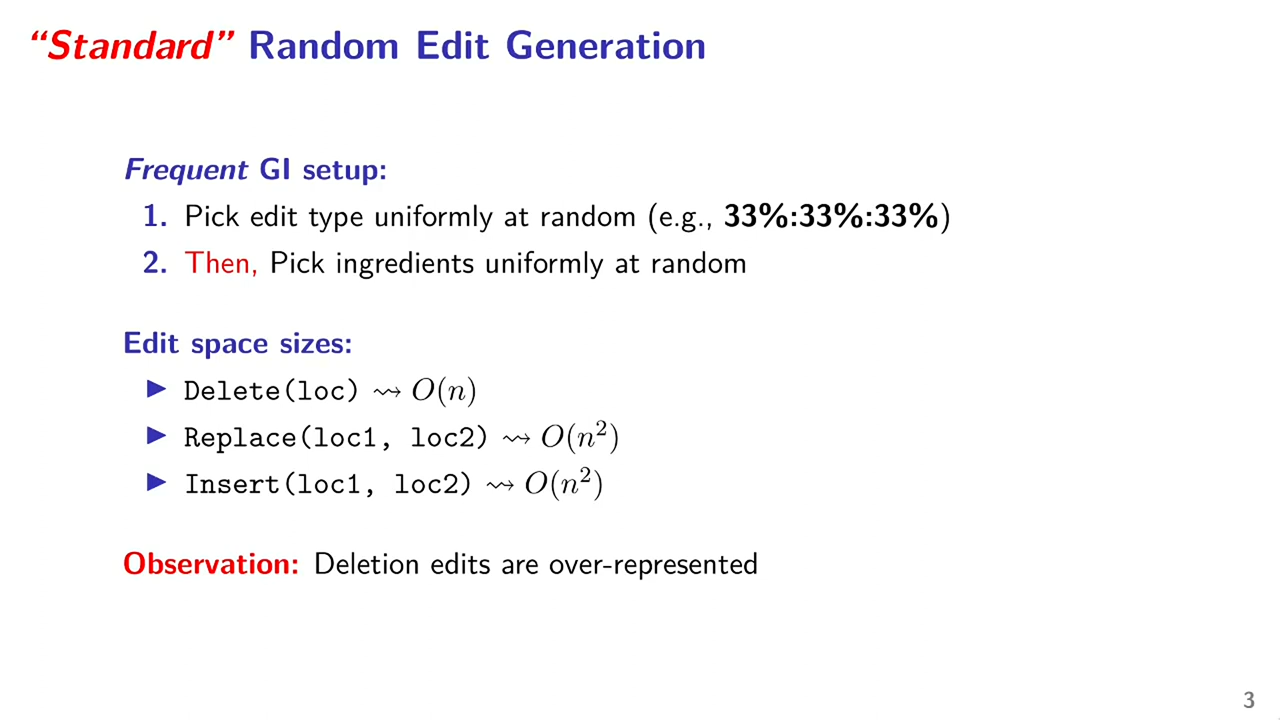 “Standard” Random Edit Generation
Frequent GI setup:
1. Pick edit type uniformly at random (e.g., 33%:33%:33%)
2. Then, Pick ingredients uniformly at random
Edit space sizes:
▶ Delete(loc) ⇝ O(n)
▶ Replace(loc1, loc2) ⇝ O(n²)
▶ Insert(loc1, loc2) ⇝ O(n²)
Observation: Deletion edits are over-represented
3